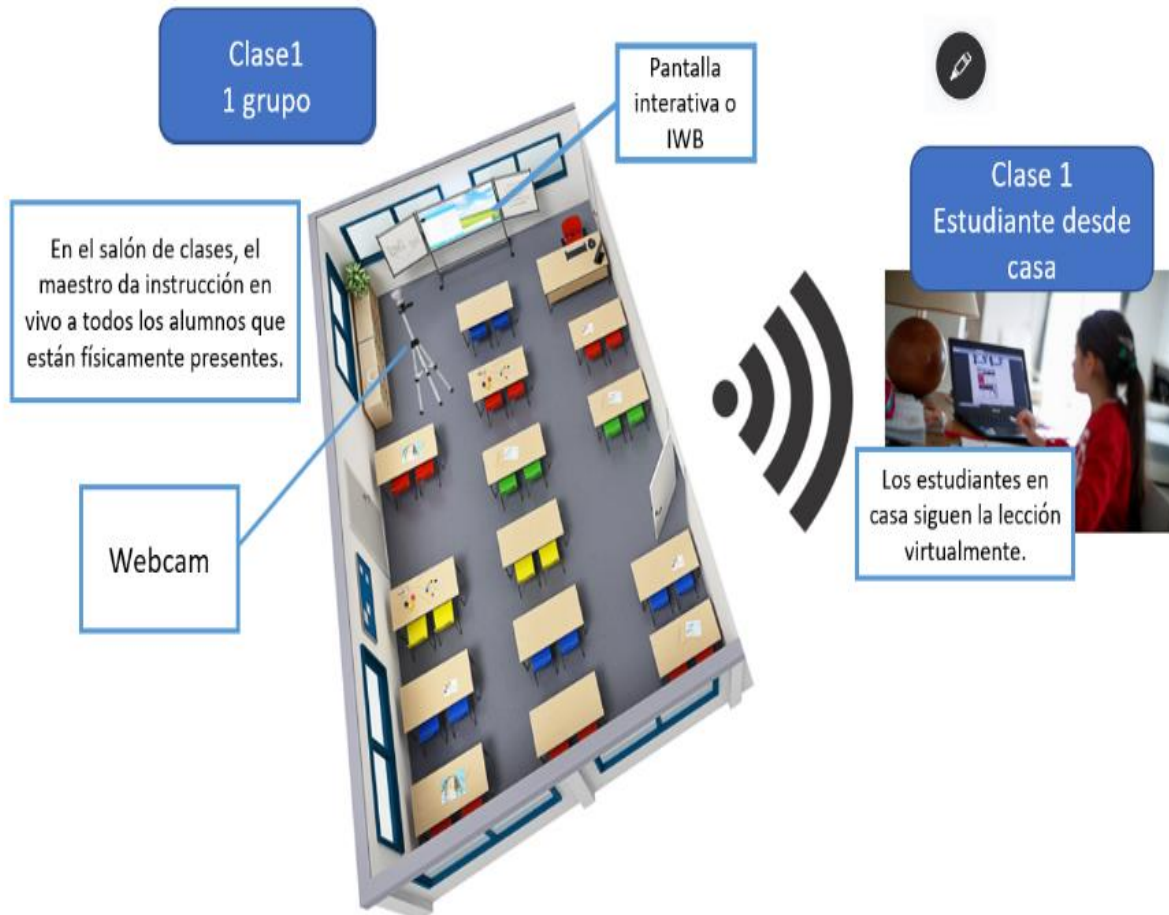 Clase1
1 grupo
Pantalla
interativa o
IWB
Clase 1
Estudiante desde
casa
En el salón de clases, el
maestro da instrucción en
vivo a todos los alumnos que
están físicamente presentes.
Webcam
Los estudiantes en
casa siguen la lección
virtualmente.